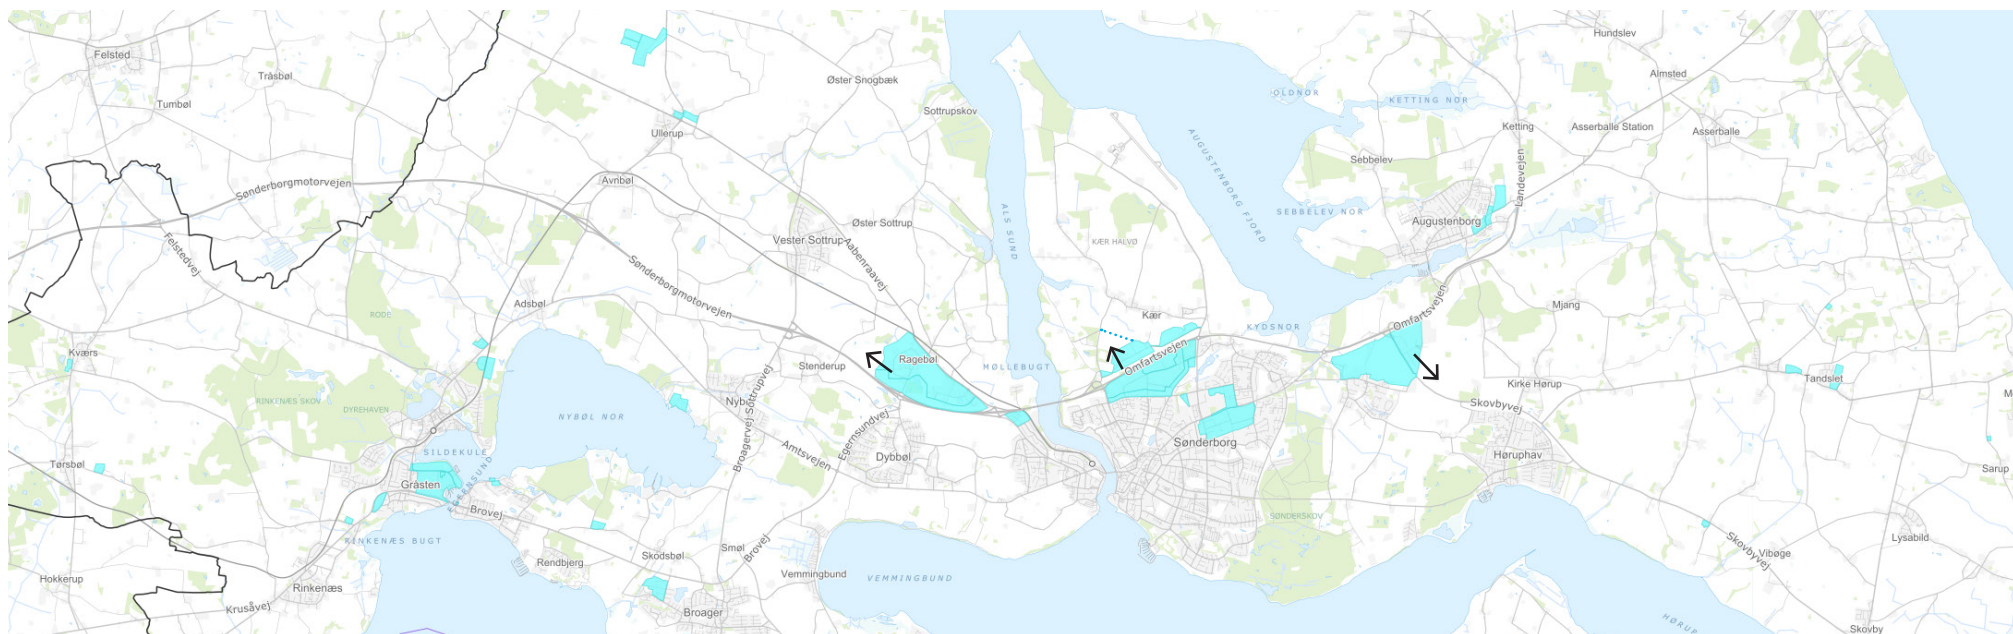 Felsted
Tråsbøl
Tumbøl
Ullerup
Øster Snogbæk
Sottrupskov
Hundslev
Almsted
OLDNOR
KETTING NOR
Ketting
Asserballe Station
Asserballe
Sebbelev
AUGUSTENBORG FJORD
Landevejen
Sønderborgmotorvejen
Avnbøl
Vester Sottrup
Øster Sottrup
Aabenraavej
ALS SUND
KÆR HALVØ
SEBBELEV NOR
Augustenborg
Felstedvej
Sønderborgmotorvejen
Adsbøl
RODE
Kær
KYDSNOR
Omfartsvejen
Mjang
Kværs
Stenderup
Ragebøl
MØLLEBUGT
Omfartsvejen
Kirke Hørup
Tandslet
RINKENÆS SKOV
DYREHAVEN
NYBØL NOR
Nybøl
Broagervej Sottrupvej
Egernsundvej
Amtsvejen
Dybbøl
Sønderborg
Skovbyvej
Høruphav
Sarup
Tørsbøl
SILDEKULE
Gråsten
EGERNSUND
Brovej
RINKENÆS BUGT
SØNDERSKOV
Skodsbøl
Smøl
Brovej
Rendbjerg
Vemmingbund
VEMMINGBUND
Skovbyvej
Vibøge
Lysabild
Hokkerup
Rinkenæs
Krusåvej
Broager
HØRUP
Skovby